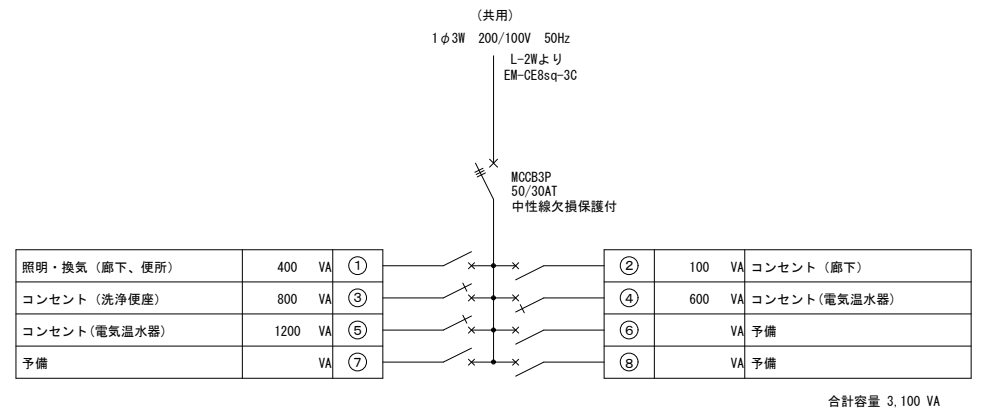 (共用)
1φ3W 200/100V 50Hz
L-2Wより
EM-CE8sq-3C
MCCB3P
50/30AT
中性線欠損保護付
照明・換気（廊下、便所） 400 VA ① ② 100 VA コンセント（廊下）
コンセント（洗浄便座） 800 VA ③ ④ 600 VA コンセント(電気温水器)
コンセント(電気温水器) 1200 VA ⑤ ⑥ VA 予備
予備 VA ⑦ ⑧ VA 予備
合計容量 3,100 VA